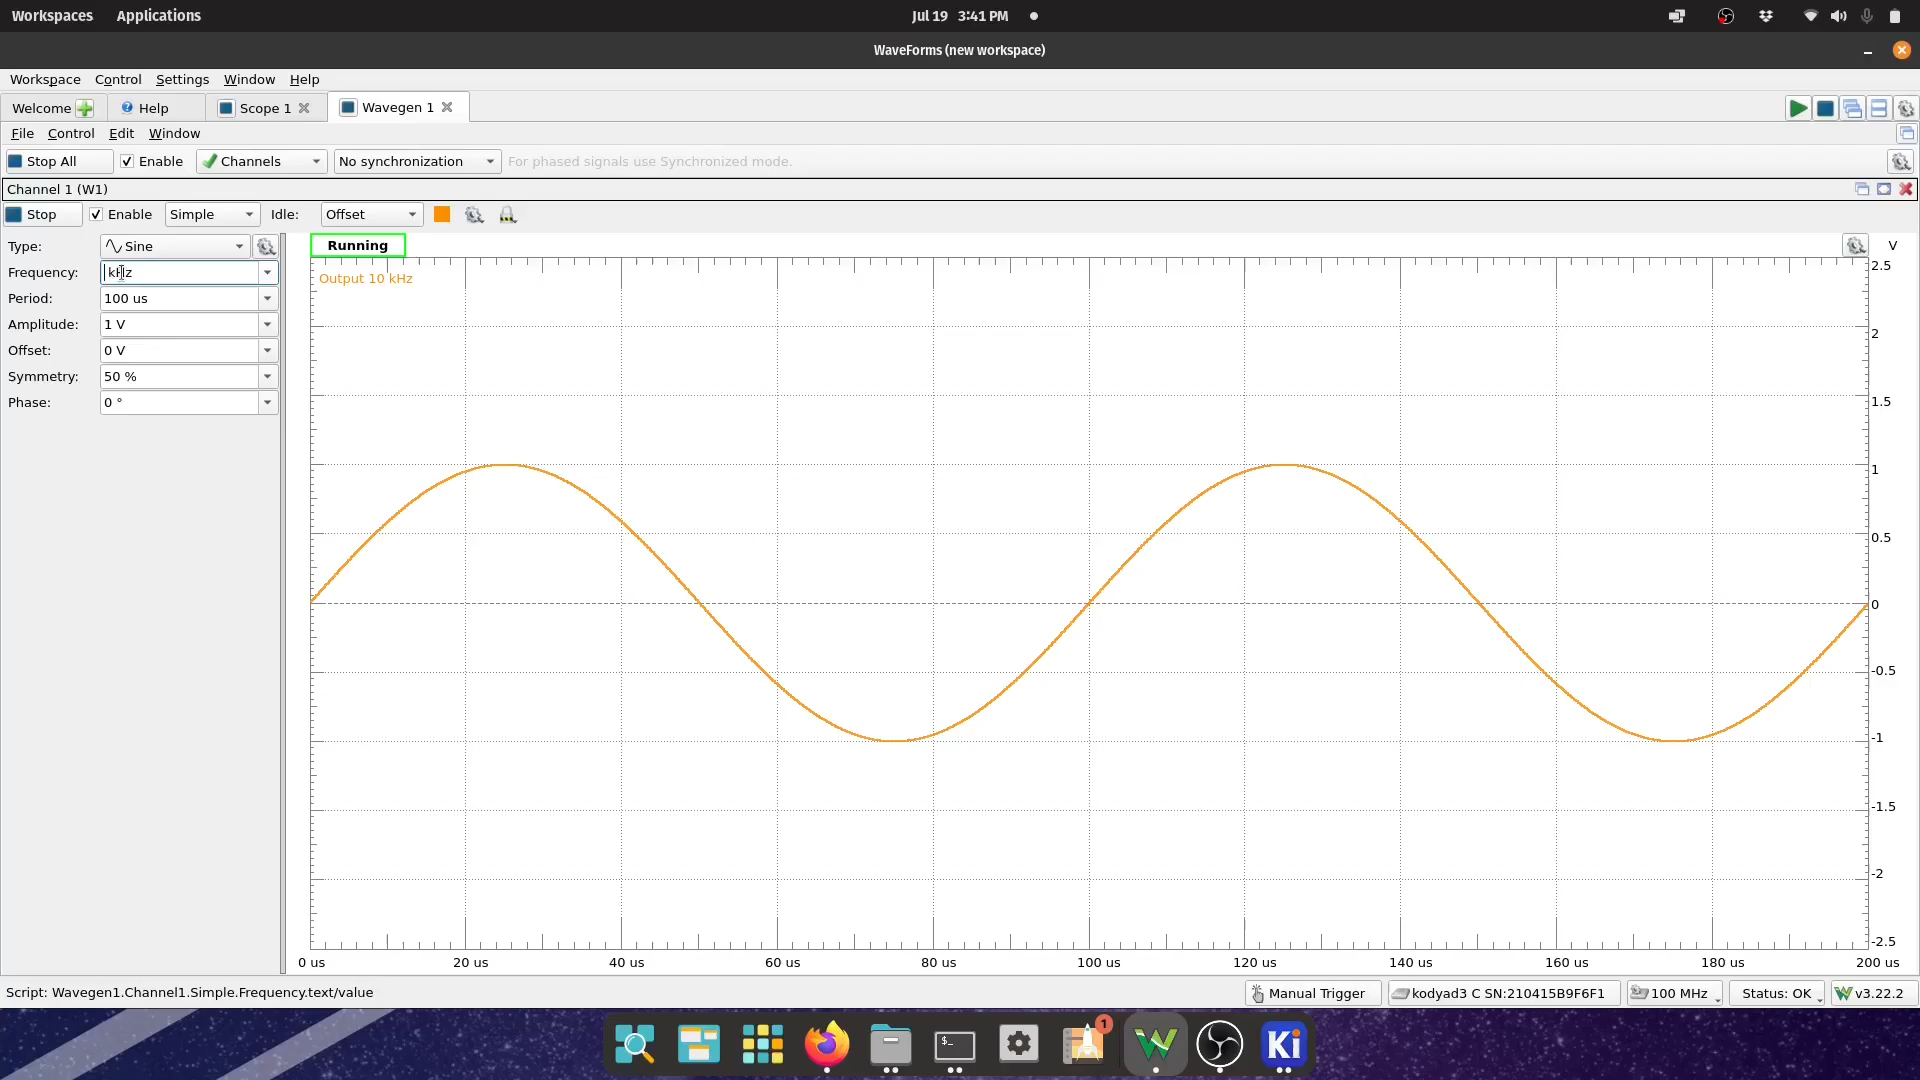 Workspaces Applications Jul 19 3:41 PM
WaveForms (new workspace)
Workspace Control Settings Window Help
Welcome Help Scope 1 Wavegen 1
File Control Edit Window
Stop All Enable Channels No synchronization For phased signals use Synchronized mode.
Channel 1 (W1)
Stop Enable Simple Idle: Offset
Type: Sine Running V
Frequency: kHz
Output 10 kHz
Period: 100 us
Amplitude: 1 V
Offset: 0 V
Symmetry: 50 %
Phase: 0 °
2.5
2
1.5
1
0.5
0
-0.5
-1
-1.5
-2
-2.5
0 us 20 us 40 us 60 us 80 us 100 us 120 us 140 us 160 us 180 us 200 us
Script: Wavegen1.Channel1.Simple.Frequency.text/value Manual Trigger kodyad3 C SN:210415B9F6F1 100 MHz Status: OK v3.22.2
$_ 1 Ki